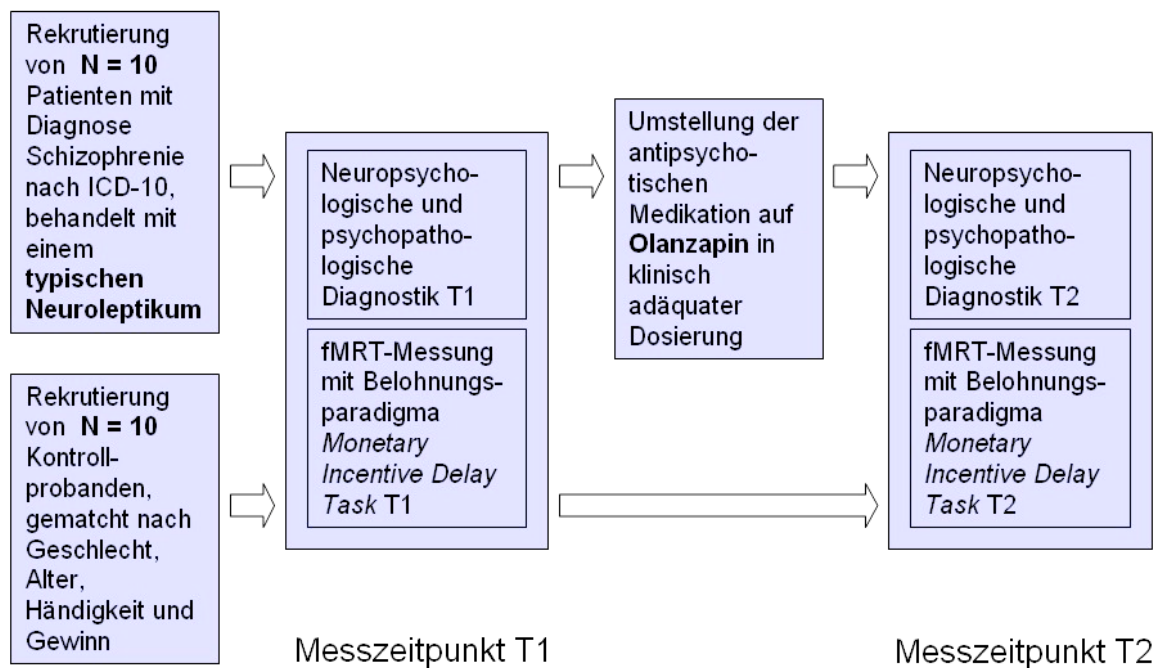 Rekrutierung
von N = 10
Patienten mit
Diagnose
Schizophrenie
nach ICD-10,
behandelt mit
einem
typischen
Neuroleptikum
Rekrutierung
von N = 10
Kontroll-
probanden,
gematcht nach
Geschlecht,
Alter,
Händigkeit und
Gewinn
Neuropsycho-
logische und
psychopatho-
logische
Diagnostik T1
fMRT-Messung
mit Belohnungs-
paradigma
Monetary
Incentive Delay
Task T1
Messzeitpunkt T1
Umstellung der
antipsycho-
tischen
Medikation auf
Olanzapin in
klinisch
adäquater
Dosierung
Neuropsycho-
logische und
psychopatho-
logische
Diagnostik T2
fMRT-Messung
mit Belohnungs-
paradigma
Monetary
Incentive Delay
Task T2
Messzeitpunkt T2